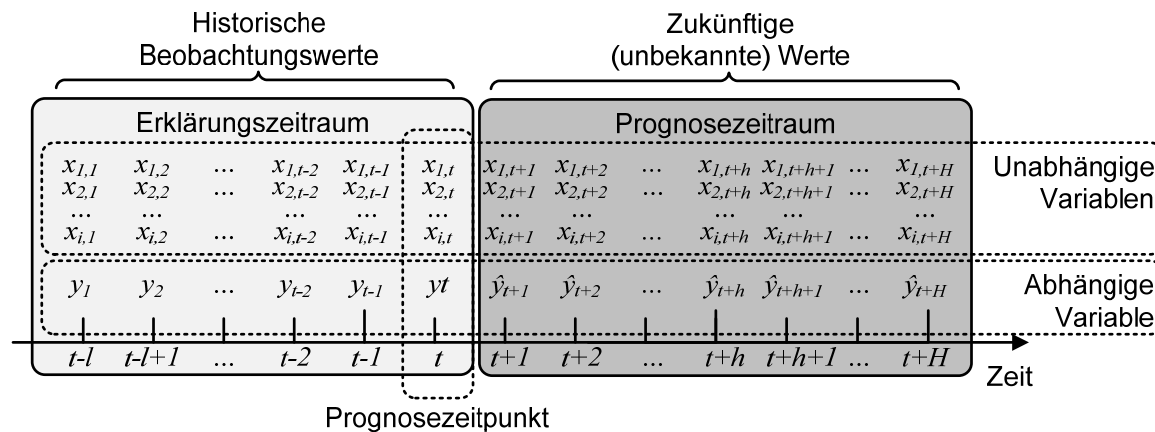 Historische
Beobachtungswerte
Zukünftige
(unbekannte) Werte
Erklärungszeitraum
Prognosezeitraum
x1,1 x1,2 ... x1,t-2 x1,t-1 x1,t x1,t+1 x1,t+2 ... x1,t+h x1,t+h+1 ... x1,t+H
x2,1 x2,2 x2,t-2 x2,t-1 x2,t x2,t+1 x2,t+2 x2,t+h x2,t+h+1 x2,t+H
... ... ... ... ... ... ... ... ... ...
xi,1 xi,2 ... xi,t-2 xi,t-1 xi,t xi,t+1 xi,t+2 ... xi,t+h xi,t+h+1 ... xi,t+H
Unabhängige
Variablen
y1 y2 ... yt-2 yt-1 yt ŷt+1 ŷt+2 ... ŷt+h ŷt+h+1 ... ŷt+H
Abhängige
Variable
t-l t-l+1 ... t-2 t-1 t t+1 t+2 ... t+h t+h+1 ... t+H
Zeit
Prognosezeitpunkt